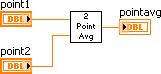 point1
DBL
2
Point
Avg
pointavg
DBL
point2
DBL